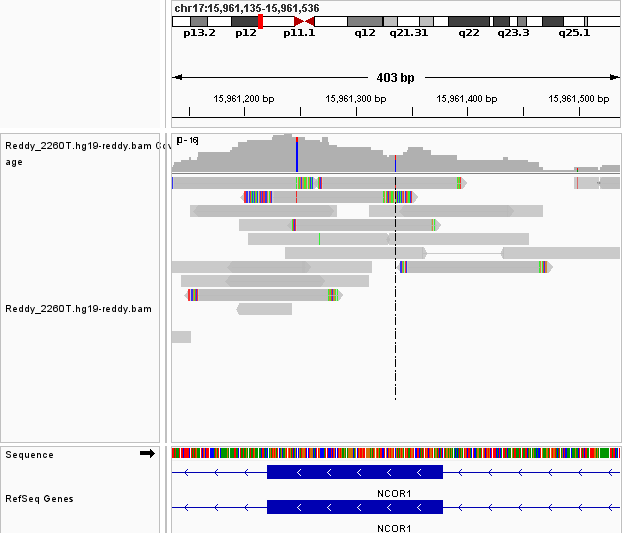 chr17:15,961,135-15,961,536
p13.2 p12 p11.1 q12 q21.31 q22 q23.3 q25.1
403 bp
15,961,200 bp 15,961,300 bp 15,961,400 bp 15,961,500 bp
Reddy_2260T.hg19-reddy.bam Cov
age
[0 - 16]
Reddy_2260T.hg19-reddy.bam
Sequence
NCOR1
RefSeq Genes
NCOR1